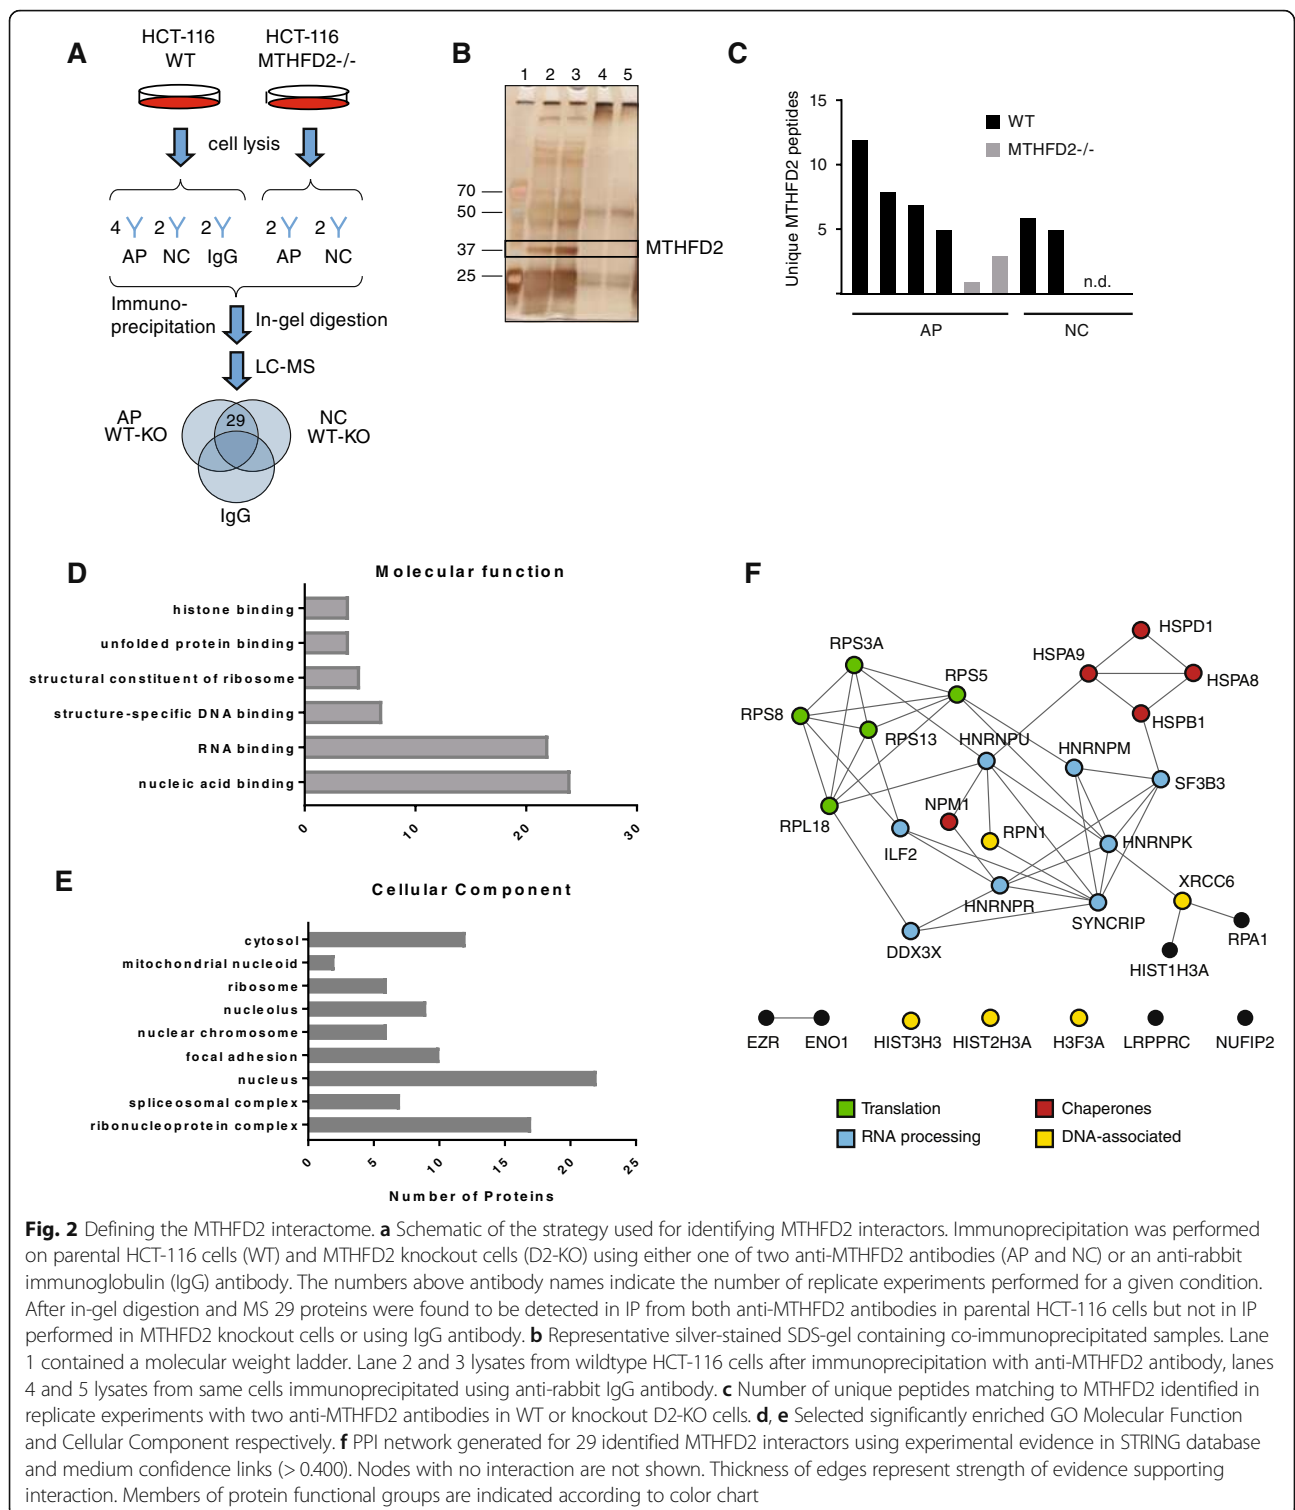 A
HCT-116
WT
HCT-116
MTHFD2-/-
cell lysis
4
2
2
2
2
AP
NC
IgG
AP
NC
Immuno-
precipitation
In-gel digestion
LC-MS
AP
WT-KO
29
NC
WT-KO
IgG
B
1 2 3 4 5
70
50
37
25
MTHFD2
C
Unique MTHFD2 peptides
15
10
5
WT
MTHFD2-/-
n.d.
AP
NC
D
Molecular function
histone binding
unfolded protein binding
structural constituent of ribosome
structure-specific DNA binding
RNA binding
nucleic acid binding
0
10
20
30
E
Cellular Component
cytosol
mitochondrial nucleoid
ribosome
nucleolus
nuclear chromosome
focal adhesion
nucleus
spliceosomal complex
ribonucleoprotein complex
0
5
10
15
20
25
Number of Proteins
F
HSPD1
HSPA9
HSPA8
HSPB1
RPS3A
RPS5
RPS8
RPS13
HNRNPU
HNRNPM
SF3B3
RPL18
NPM1
RPN1
ILF2
HNRNPK
HNRNPR
XRCC6
SYNCRIP
DDX3X
RPA1
HIST1H3A
EZR
ENO1
HIST3H3
HIST2H3A
H3F3A
LRPPRC
NUFIP2
Translation
Chaperones
RNA processing
DNA-associated
Fig. 2 Defining the MTHFD2 interactome. a Schematic of the strategy used for identifying MTHFD2 interactors. Immunoprecipitation was performed
on parental HCT-116 cells (WT) and MTHFD2 knockout cells (D2-KO) using either one of two anti-MTHFD2 antibodies (AP and NC) or an anti-rabbit
immunoglobulin (IgG) antibody. The numbers above antibody names indicate the number of replicate experiments performed for a given condition.
After in-gel digestion and MS 29 proteins were found to be detected in IP from both anti-MTHFD2 antibodies in parental HCT-116 cells but not in IP
performed in MTHFD2 knockout cells or using IgG antibody. b Representative silver-stained SDS-gel containing co-immunoprecipitated samples. Lane
1 contained a molecular weight ladder. Lane 2 and 3 lysates from wildtype HCT-116 cells after immunoprecipitation with anti-MTHFD2 antibody, lanes
4 and 5 lysates from same cells immunoprecipitated using anti-rabbit IgG antibody. c Number of unique peptides matching to MTHFD2 identified in
replicate experiments with two anti-MTHFD2 antibodies in WT or knockout D2-KO cells. d, e Selected significantly enriched GO Molecular Function
and Cellular Component respectively. f PPI network generated for 29 identified MTHFD2 interactors using experimental evidence in STRING database
and medium confidence links (> 0.400). Nodes with no interaction are not shown. Thickness of edges represent strength of evidence supporting
interaction. Members of protein functional groups are indicated according to color chart